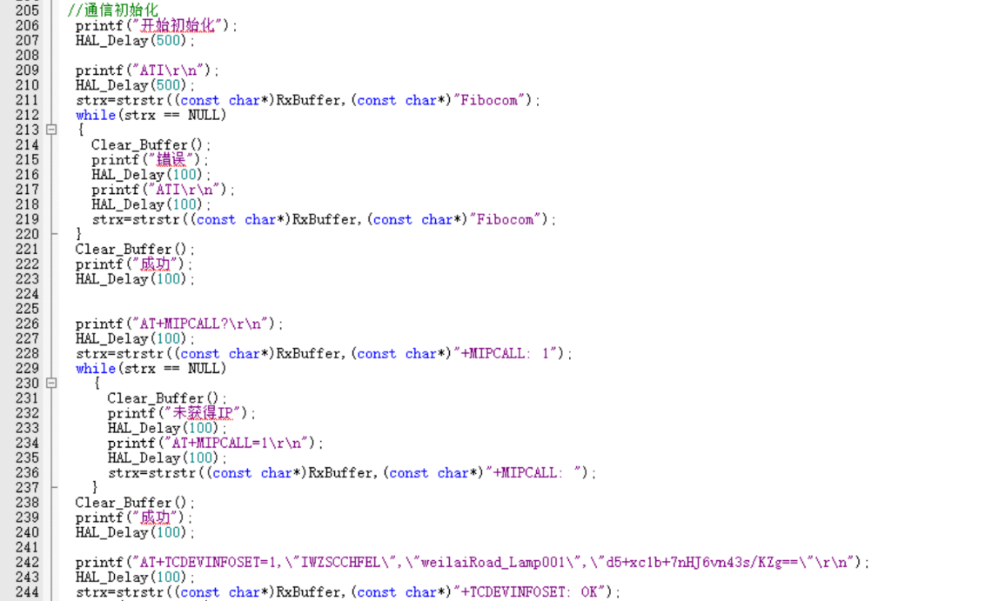 205 //通信初始化
206 printf("开始初始化");
207 HAL_Delay(500);
208
209 printf("ATI\r\n");
210 HAL_Delay(500);
211 strx=strstr((const char*)RxBuffer,(const char*)"Fibocom");
212 while(strx == NULL)
213 {
214 Clear_Buffer();
215 printf("错误");
216 HAL_Delay(100);
217 printf("ATI\r\n");
218 HAL_Delay(100);
219 strx=strstr((const char*)RxBuffer,(const char*)"Fibocom");
220 }
221 Clear_Buffer();
222 printf("成功");
223 HAL_Delay(100);
224
225
226 printf("AT+MIPCALL?\r\n");
227 HAL_Delay(100);
228 strx=strstr((const char*)RxBuffer,(const char*)"+MIPCALL: 1");
229 while(strx == NULL)
230 {
231 Clear_Buffer();
232 printf("未获得IP");
233 HAL_Delay(100);
234 printf("AT+MIPCALL=1\r\n");
235 HAL_Delay(100);
236 strx=strstr((const char*)RxBuffer,(const char*)"+MIPCALL: ");
237 }
238 Clear_Buffer();
239 printf("成功");
240 HAL_Delay(100);
241
242 printf("AT+TCDEVINFOSET=1,\"IWZSCCHFEL\",\"weilaiRoad_Lamp001\",\"d5+xc1b+7nHJ6vn43s/KZg==\"\r\n");
243 HAL_Delay(100);
244 strx=strstr((const char*)RxBuffer,(const char*)"+TCDEVINFOSET: OK");